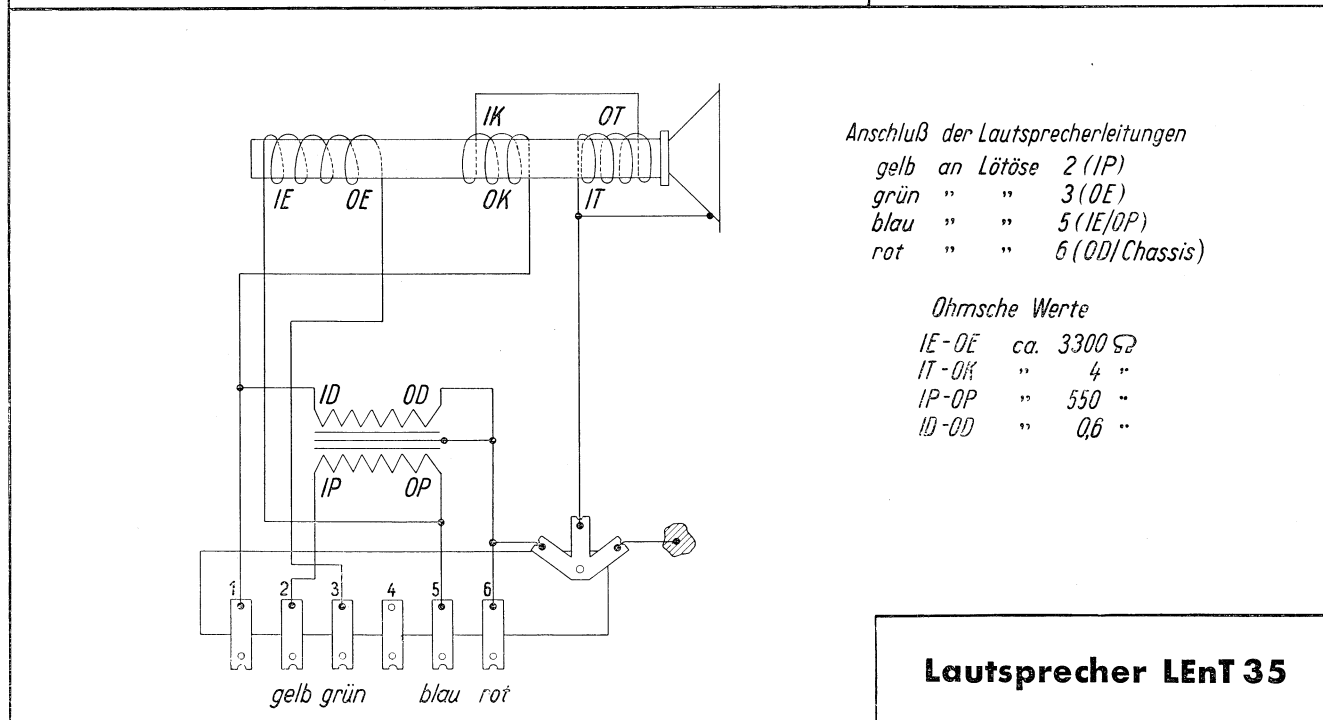 IK OT
IE OE OK IT
Anschluß der Lautsprecherleitungen
gelb an Lötöse 2 (IP)
grün " " 3 (OE)
blau " " 5 (IE/OP)
rot " " 6 (OD/Chassis)
Ohmsche Werte
IE-OE ca. 3300 Ω
IT-OK " 4 "
IP-OP " 550 "
ID-OD " 0,6 "
ID OD
IP OP
1 2 3 4 5 6
gelb grün blau rot
Lautsprecher LEnT 35